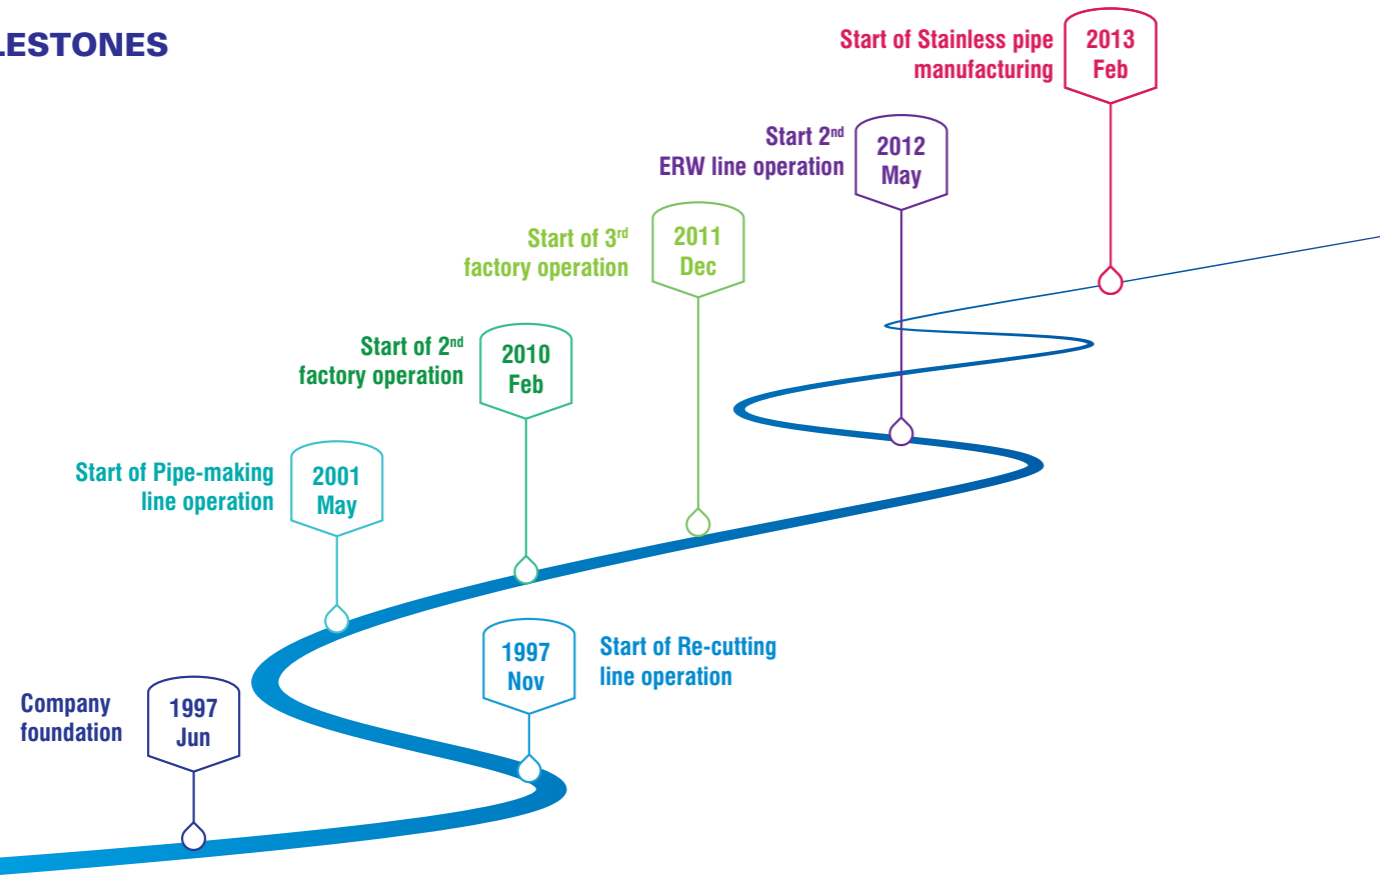 LESTONES
Start of Stainless pipe
manufacturing
2013
Feb
Start 2nd
ERW line operation
2012
May
Start of 3rd
factory operation
2011
Dec
Start of 2nd
factory operation
2010
Feb
Start of Pipe-making
line operation
2001
May
1997
Nov
Start of Re-cutting
line operation
Company
foundation
1997
Jun